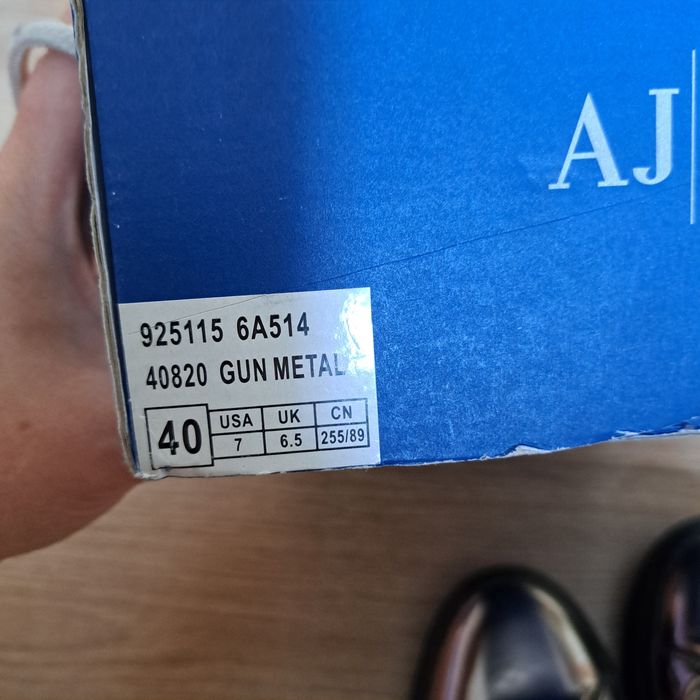 AJ
925115 6A514
40820 GUN METAL
40 USA UK CN
7 6.5 255/89